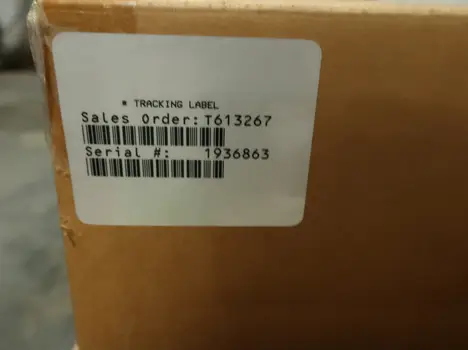 * TRACKING LABEL
Sales Order: T613267
Serial #: 1936863